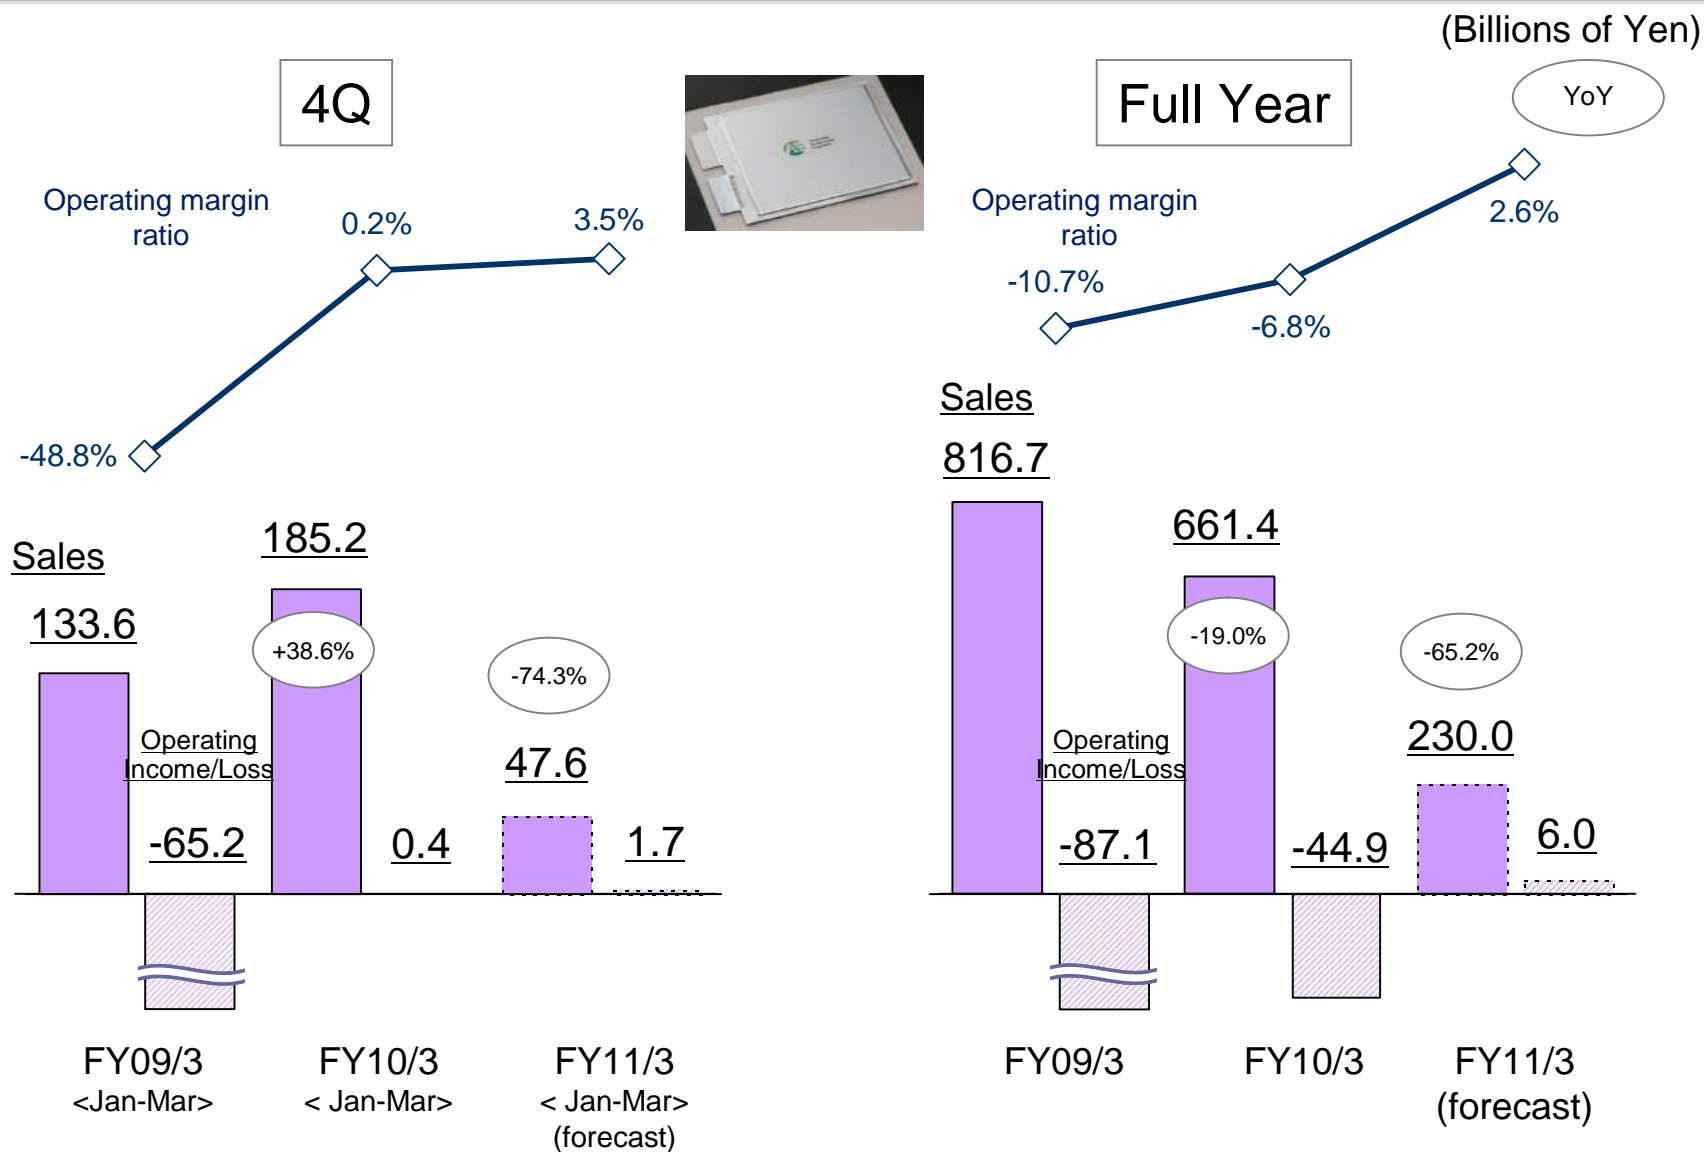 (Billions of Yen)
4Q
Operating margin
ratio
-48.8%
0.2%
3.5%
Sales
133.6
185.2
+38.6%
-74.3%
47.6
Operating
Income/Loss
-65.2
0.4
1.7
FY09/3
<Jan-Mar>
FY10/3
< Jan-Mar>
FY11/3
< Jan-Mar>
(forecast)
Full Year
YoY
Operating margin
ratio
-10.7%
-6.8%
2.6%
Sales
816.7
661.4
-19.0%
-65.2%
230.0
Operating
Income/Loss
-87.1
-44.9
6.0
FY09/3
FY10/3
FY11/3
(forecast)